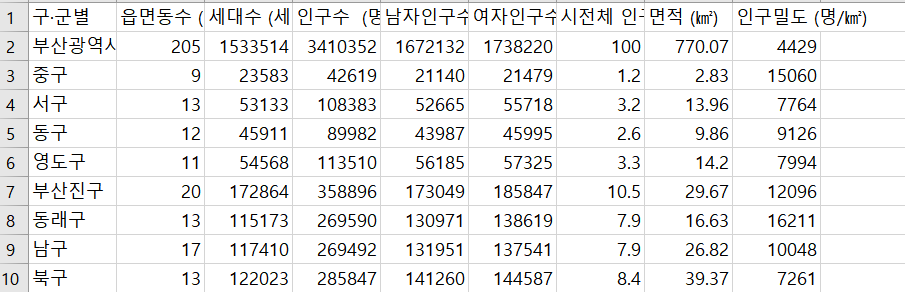 1 구·군별 읍면동수 ( 세대수 (세 인구수 (명 남자인구수 여자인구수 시전체 인구 면적 (㎢) 인구밀도 (명/㎢)
2 부산광역시 205 1533514 3410352 1672132 1738220 100 770.07 4429
3 중구 9 23583 42619 21140 21479 1.2 2.83 15060
4 서구 13 53133 108383 52665 55718 3.2 13.96 7764
5 동구 12 45911 89982 43987 45995 2.6 9.86 9126
6 영도구 11 54568 113510 56185 57325 3.3 14.2 7994
7 부산진구 20 172864 358896 173049 185847 10.5 29.67 12096
8 동래구 13 115173 269590 130971 138619 7.9 16.63 16211
9 남구 17 117410 269492 131951 137541 7.9 26.82 10048
10 북구 13 122023 285847 141260 144587 8.4 39.37 7261